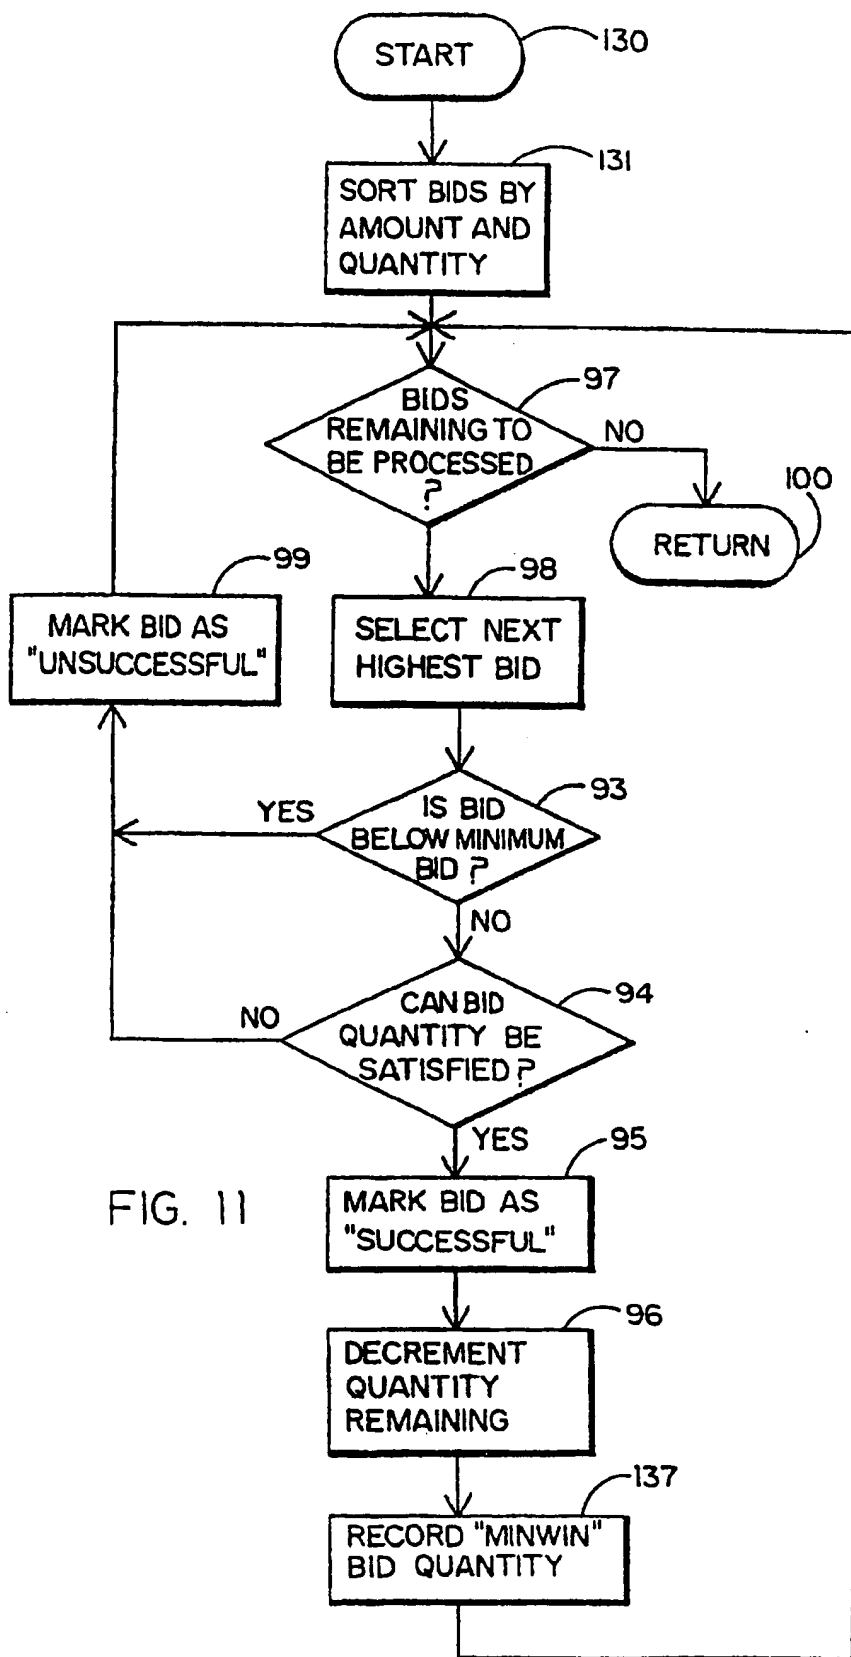 START
130
131
SORT BIDS BY
AMOUNT AND
QUANTITY
97
BIDS
REMAINING TO
BE PROCESSED
?
NO
100
RETURN
99
MARK BID AS
"UNSUCCESSFUL"
98
SELECT NEXT
HIGHEST BID
93
YES
IS BID
BELOW MINIMUM
BID?
NO
94
NO
CAN BID
QUANTITY BE
SATISFIED?
YES
95
FIG. 11
MARK BID AS
"SUCCESSFUL"
96
DECREMENT
QUANTITY
REMAINING
137
RECORD "MINWIN"
BID QUANTITY